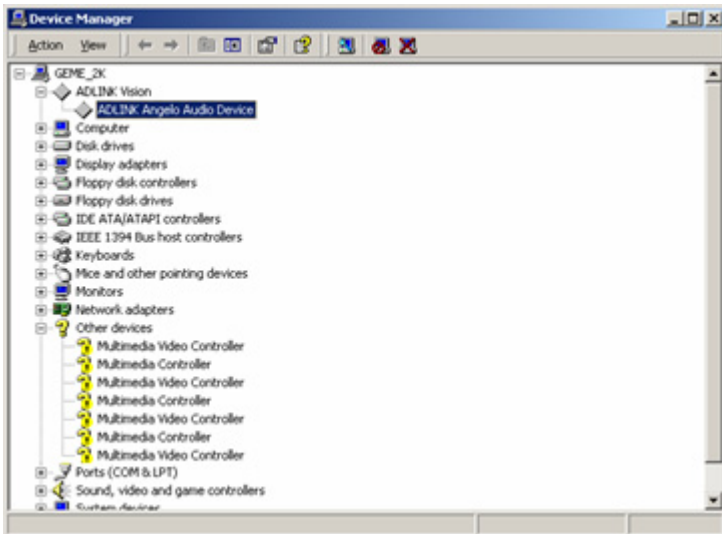 Device Manager
Action View
GEME_2K
ADLINK Vision
ADLINK Angelo Audio Device
Computer
Disk drives
Display adapters
Floppy disk controllers
Floppy disk drives
IDE ATA/ATAPI controllers
IEEE 1394 Bus host controllers
Keyboards
Mice and other pointing devices
Monitors
Network adapters
Other devices
Multimedia Video Controller
Multimedia Controller
Multimedia Video Controller
Multimedia Controller
Multimedia Video Controller
Multimedia Controller
Multimedia Video Controller
Ports (COM & LPT)
Sound, video and game controllers
System devices